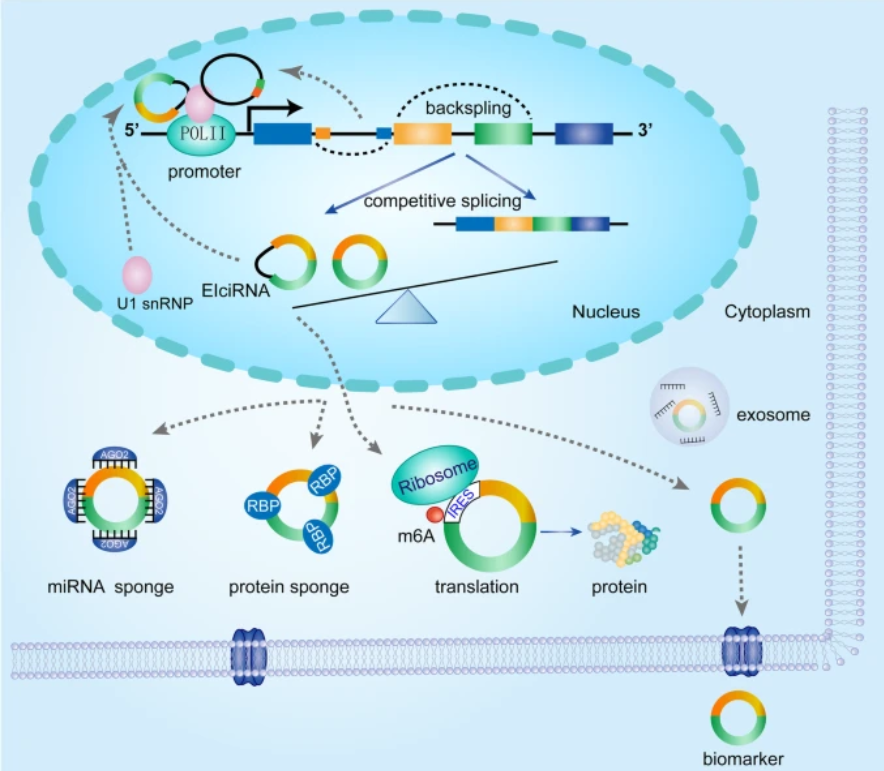 backspling
5'
POLII
3'
promoter
competitive splicing
EIciRNA
U1 snRNP
Nucleus
Cytoplasm
exosome
AGO2
AGO2
AGO2
AGO2
RBP
RBP
RBP
Ribosome
IRES
m6A
miRNA sponge
protein sponge
translation
protein
biomarker